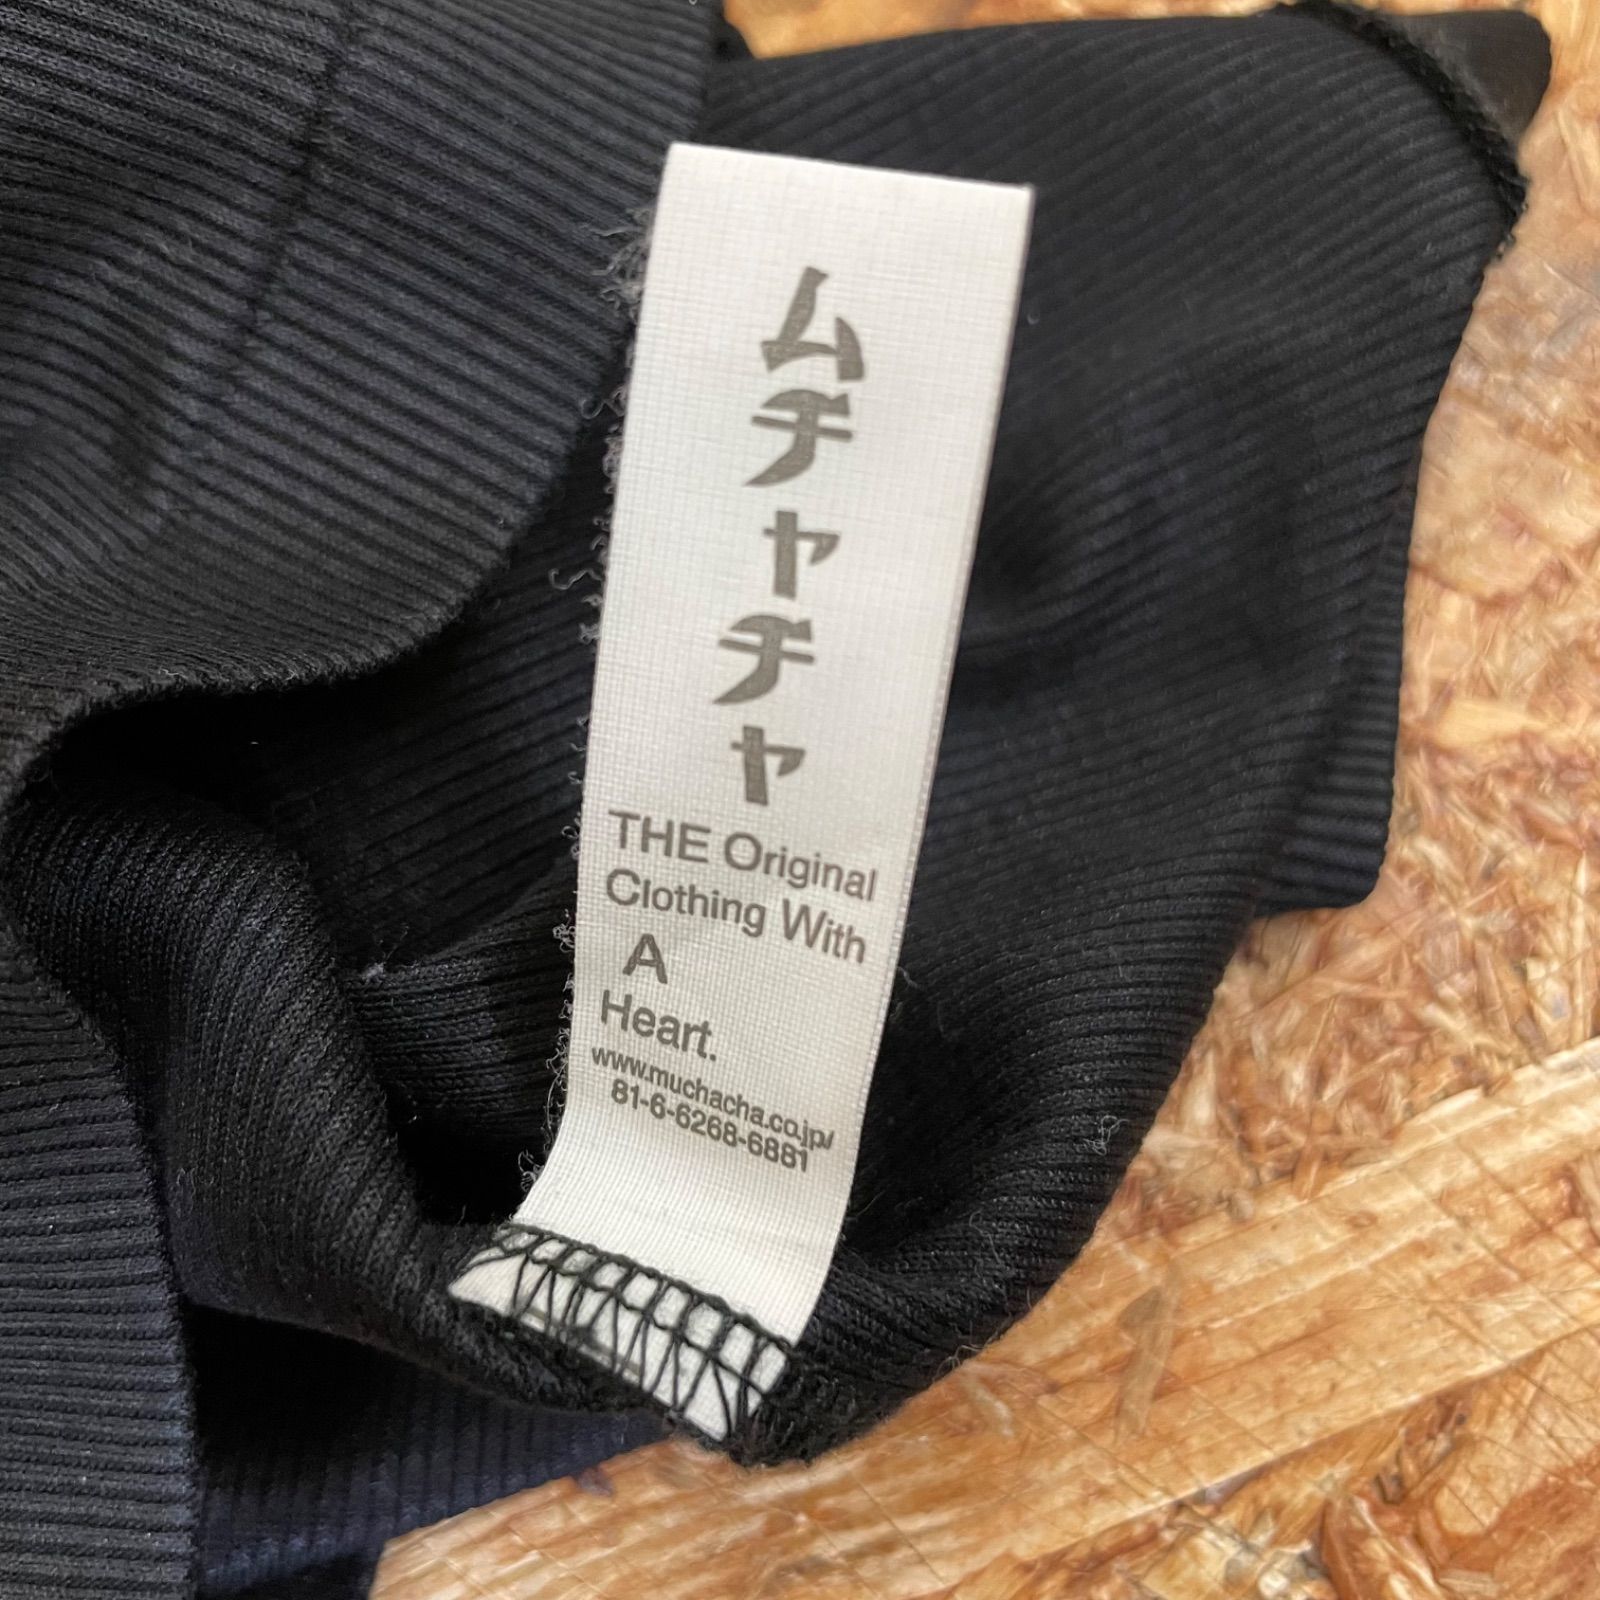 ムチャチャ
THE Original
Clothing With
A
Heart.
www.muchacha.co.jp/
81-6-6268-6881